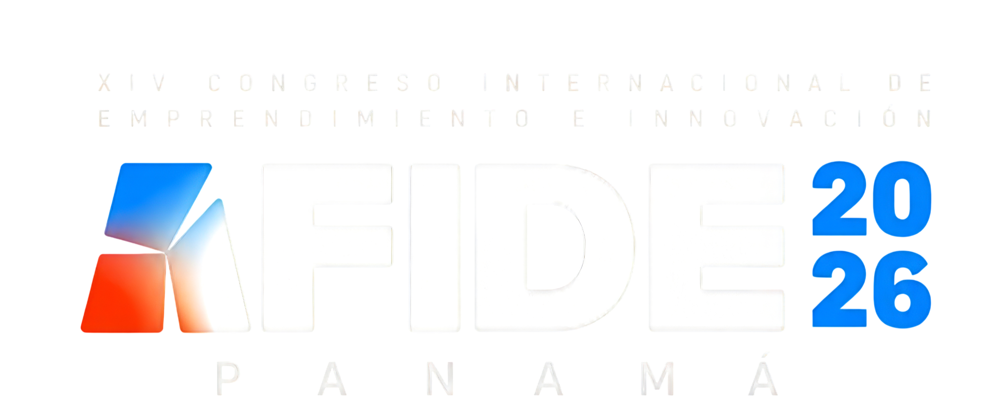 XIV CONGRESO INTERNACIONAL DE
EMPRENDIMIENTO E INNOVACIÓN
AFIDE 2026
PANAMÁ